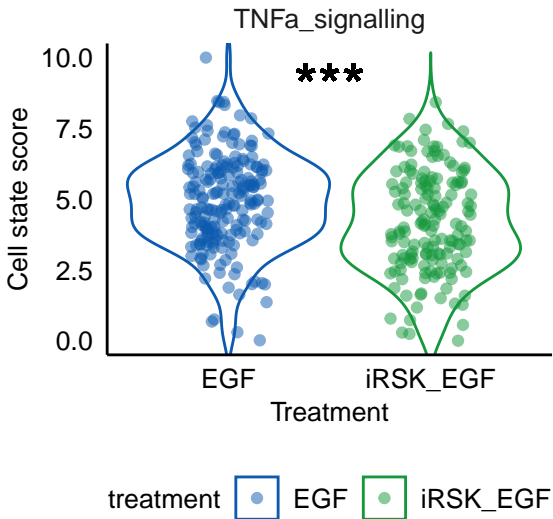 TNFa_signalling
***
10.0
7.5
5.0
2.5
0.0
Cell state score
EGF iRSK_EGF
Treatment
treatment EGF iRSK_EGF